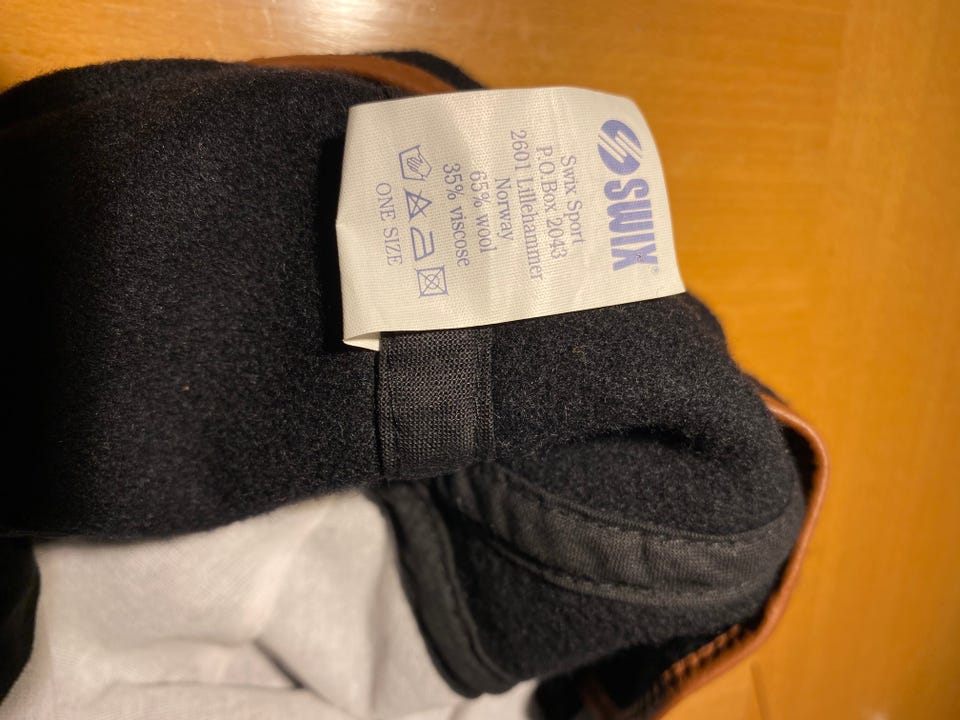 SWIX®
Swix Sport
P.O.Box 2043
2601 Lillehammer
Norway
65% wool
35% viscose
ONE SIZE